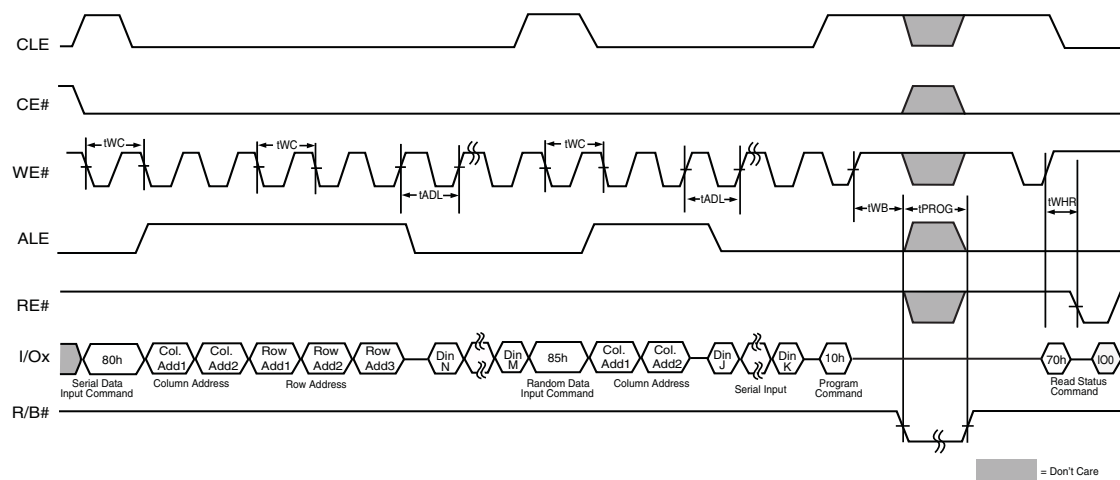 CLE
CE#
tWC
tWC
tWC
WE#
tADL
tADL
tWB
tPROG
tWHR
ALE
RE#
I/Ox
80h
Col. Add1
Col. Add2
Row Add1
Row Add2
Row Add3
Din N
Din M
85h
Col. Add1
Col. Add2
Din J
Din K
10h
70h
I00
Serial Data
Input Command
Column Address
Row Address
Random Data
Input Command
Column Address
Serial Input
Program
Command
Read Status
Command
R/B#
= Don't Care